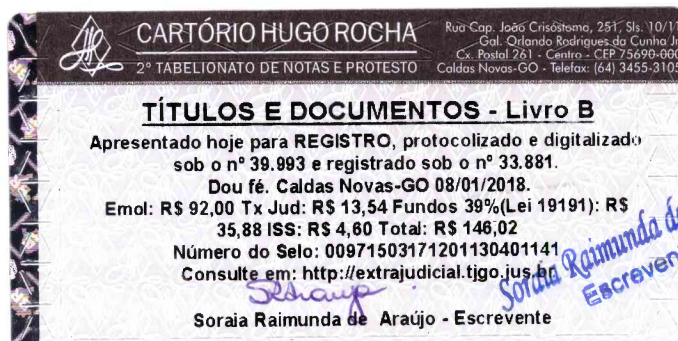 CARTÓRIO HUGO ROCHA
2º TABELIONATO DE NOTAS E PROTESTO
Rua Cap. João Crisóstomo, 251, Sls. 10/11
Gal. Orlando Rodrigues da Cunha Jr
Cx. Postal 261 - Centro - CEP 75690-000
Caldas Novas-GO - Telefax: (64) 3455-3105
TÍTULOS E DOCUMENTOS - Livro B
Apresentado hoje para REGISTRO, protocolizado e digitalizado
sob o nº 39.993 e registrado sob o nº 33.881.
Dou fé. Caldas Novas-GO 08/01/2018.
Emol: R$ 92,00 Tx Jud: R$ 13,54 Fundos 39%(Lei 19191): R$
35,88 ISS: R$ 4,60 Total: R$ 146,02
Número do Selo: 00971503171201130401141
Consulte em: http://extrajudicial.tjgo.jus.br
Soraia Raimunda de
Escreven
Soraia Raimunda de Araújo - Escrevente